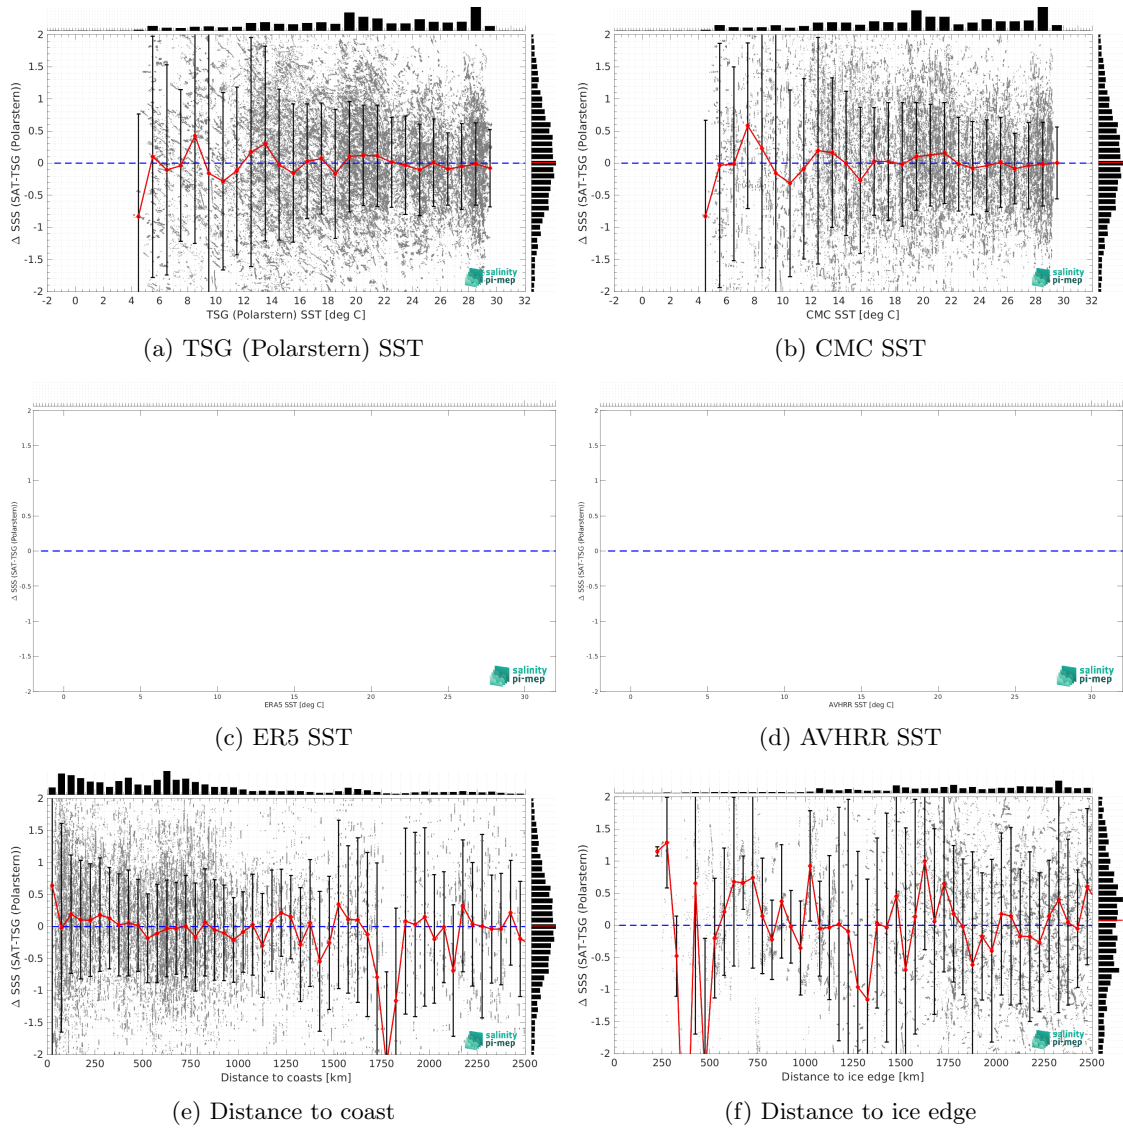 2
1.5
1
0.5
0
-0.5
-1
-1.5
-2
Δ SSS (SAT-TSG (Polarstern))
salinity
pi-mep
-2 0 2 4 6 8 10 12 14 16 18 20 22 24 26 28 30 32
TSG (Polarstern) SST [deg C]
(a) TSG (Polarstern) SST
2
1.5
1
0.5
0
-0.5
-1
-1.5
-2
Δ SSS (SAT-TSG (Polarstern))
salinity
pi-mep
-2 0 2 4 6 8 10 12 14 16 18 20 22 24 26 28 30 32
CMC SST [deg C]
(b) CMC SST
2
1.5
1
0.5
0
-0.5
-1
-1.5
-2
Δ SSS (SAT-TSG (Polarstern))
salinity
pi-mep
0 5 10 15 20 25 30
ERA5 SST [deg C]
(c) ER5 SST
2
1.5
1
0.5
0
-0.5
-1
-1.5
-2
Δ SSS (SAT-TSG (Polarstern))
salinity
pi-mep
0 5 10 15 20 25 30
AVHRR SST [deg C]
(d) AVHRR SST
2
1.5
1
0.5
0
-0.5
-1
-1.5
-2
Δ SSS (SAT-TSG (Polarstern))
salinity
pi-mep
0 250 500 750 1000 1250 1500 1750 2000 2250 2500
Distance to coasts [km]
(e) Distance to coast
2
1.5
1
0.5
0
-0.5
-1
-1.5
-2
Δ SSS (SAT-TSG (Polarstern))
salinity
pi-mep
0 250 500 750 1000 1250 1500 1750 2000 2250 2500
Distance to ice edge [km]
(f) Distance to ice edge